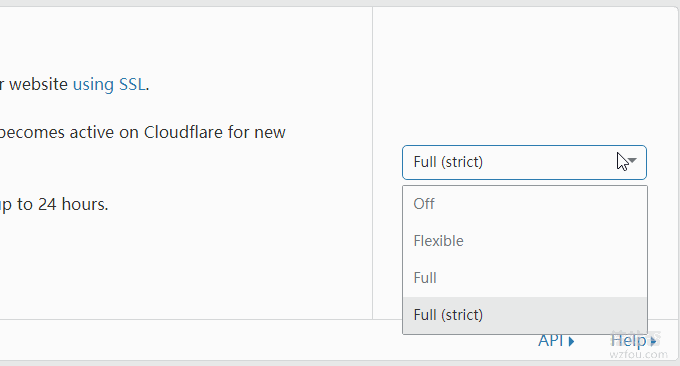 r website using SSL.
becomes active on Cloudflare for new
up to 24 hours.
Full (strict)
Off
Flexible
Full
Full (strict)
API
Help
wzfou.com